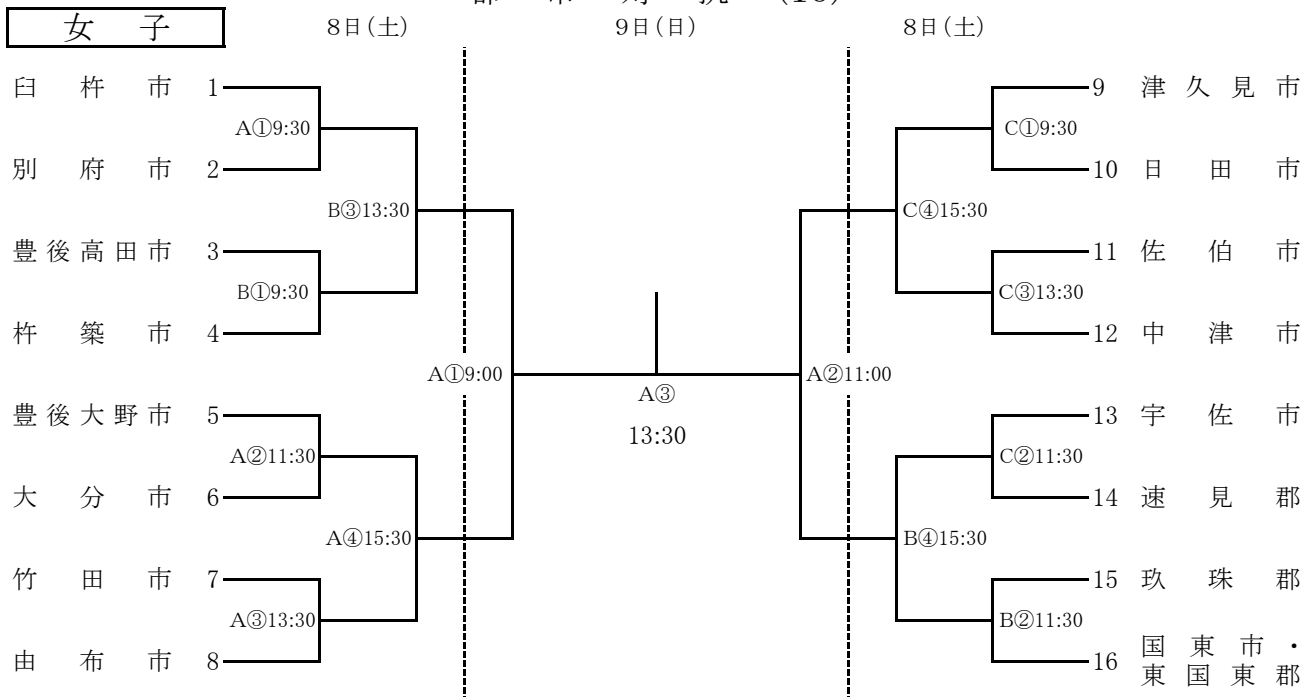 女子
8日(土) 9日(日) 8日(土)
臼杵市 1
A①9:30
別府市 2
B③13:30
豊後高田市 3
B①9:30
杵築市 4
A①9:00
豊後大野市 5
A②11:30
大分市 6
A④15:30
竹田市 7
A③13:30
由布市 8
A③
13:30
9 津久見市
C①9:30
10 日田市
C④15:30
11 佐伯市
C③13:30
12 中津市
A②11:00
13 宇佐市
C②11:30
14 速見郡
B④15:30
15 玖珠郡
B②11:30
16 国東市・
東国東郡